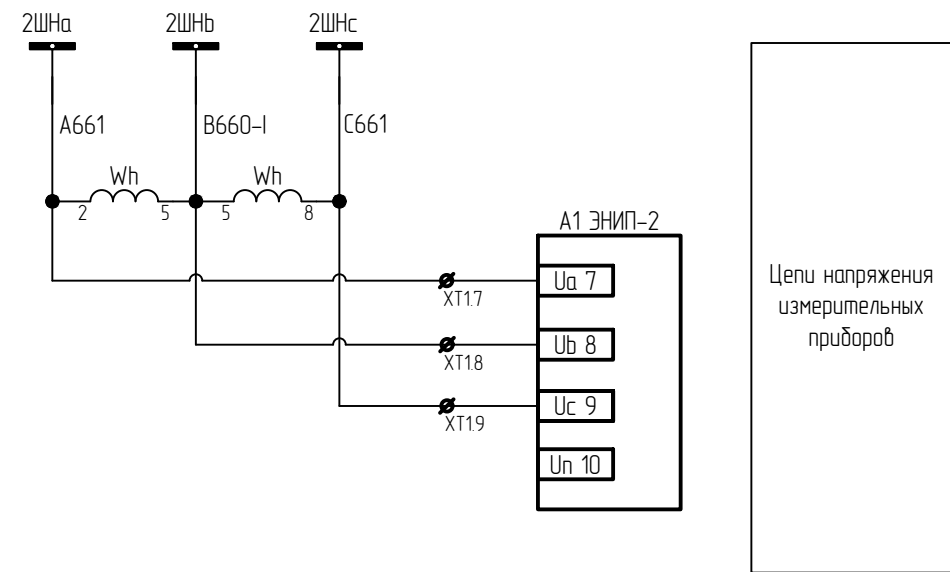 2ШНа 2ШНb 2ШНс
А661 В660-I С661
Wh Wh
2 5 5 8
А1 ЭНИП-2
Ua 7
XT1.7
Ub 8
XT1.8
Uc 9
XT1.9
Un 10
Цепи напряжения
измерительных
приборов